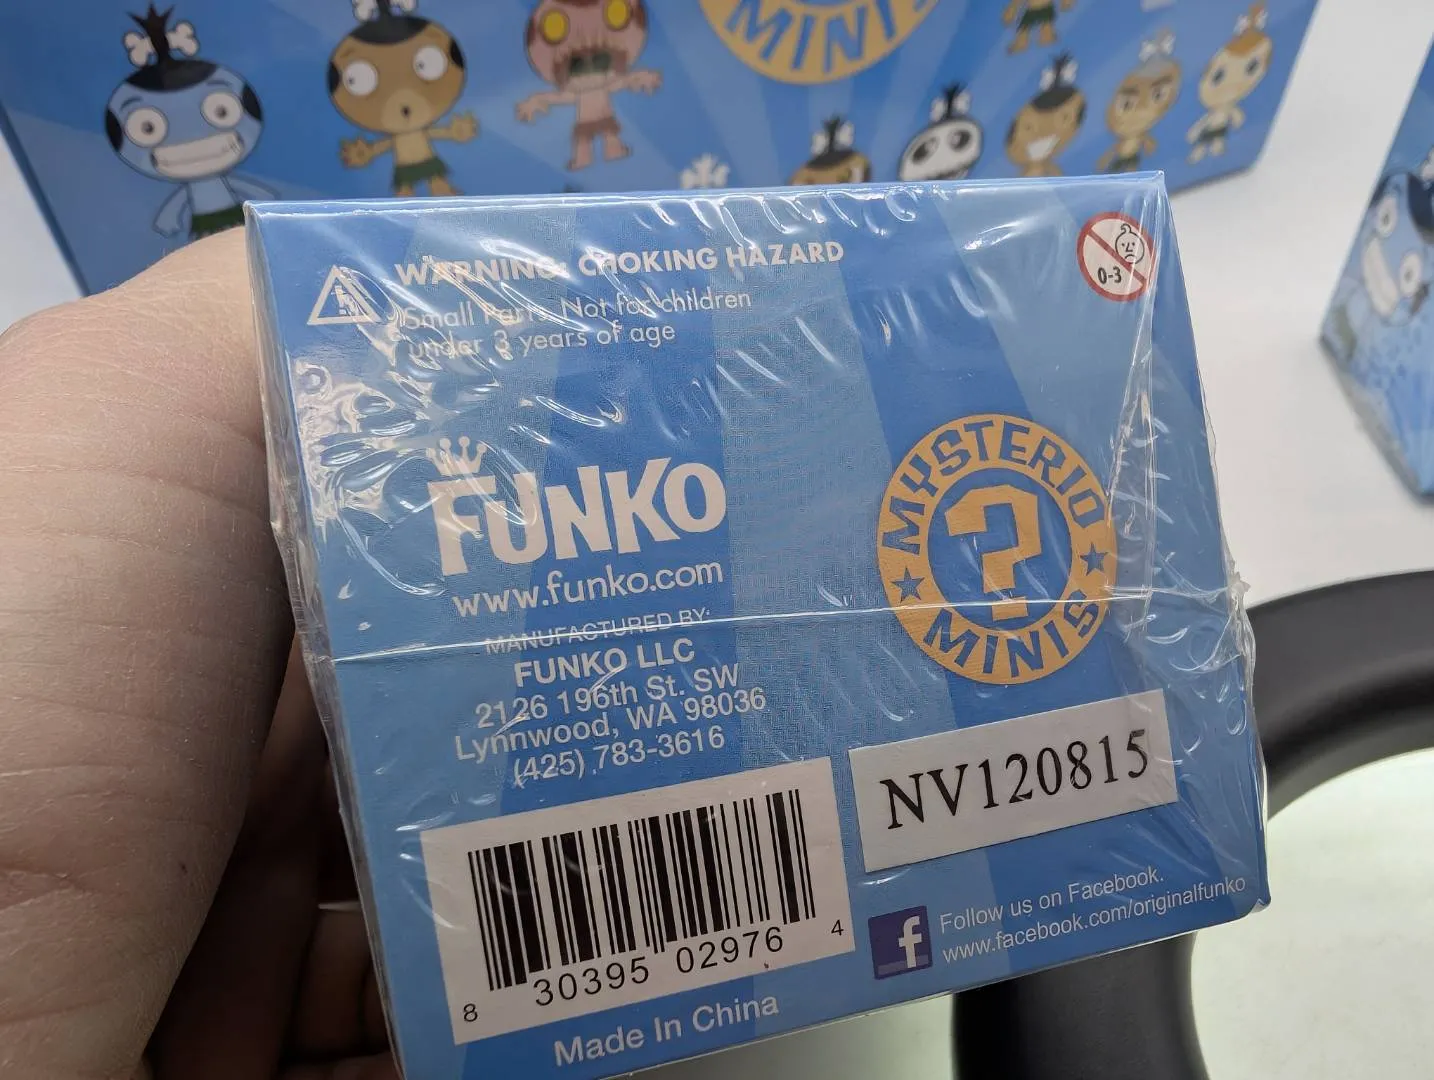 MINIS
WARNING: CHOKING HAZARD
Small Parts. Not for children
under 3 years of age
0-3
FUNKO
www.funko.com
MANUFACTURED BY:
FUNKO LLC
2126 196th St. SW
Lynnwood, WA 98036
(425) 783-3616
MYSTERIO
?
MINIS
NV120815
8 30395 02976 4
Made In China
f
Follow us on Facebook.
www.facebook.com/originalfunko